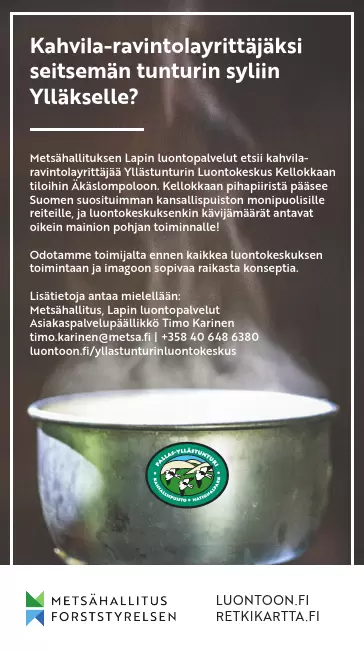 Kahvila-ravintolayrittäjäksi
seitsemän tunturin syliin
Ylläkselle?
Metsähallituksen Lapin luontopalvelut etsii kahvila-
ravintolayrittäjää Yllästunturin Luontokeskus Kellokkaan
tiloihin Äkäslompoloon. Kellokkaan pihapiiristä pääsee
Suomen suosituimman kansallispuiston monipuolisille
reiteille, ja luontokeskuksenkin kävijämäärät antavat
oikein mainion pohjan toiminnalle!
Odotamme toimijalta ennen kaikkea luontokeskuksen
toimintaan ja imagoon sopivaa raikasta konseptia.
Lisätietoja antaa mielellään:
Metsähallitus, Lapin luontopalvelut
Asiakaspalvelupäällikkö Timo Karinen
timo.karinen@metsa.fi | +358 40 648 6380
luontoon.fi/yllastunturinluontokeskus
PALLAS-YLLÄSTUNTURI
KANSALLISPUISTO • NATIONAL PARK
METSÄHALLITUS
FORSTSTYRELSEN
LUONTOON.FI
RETKIKARTTA.FI